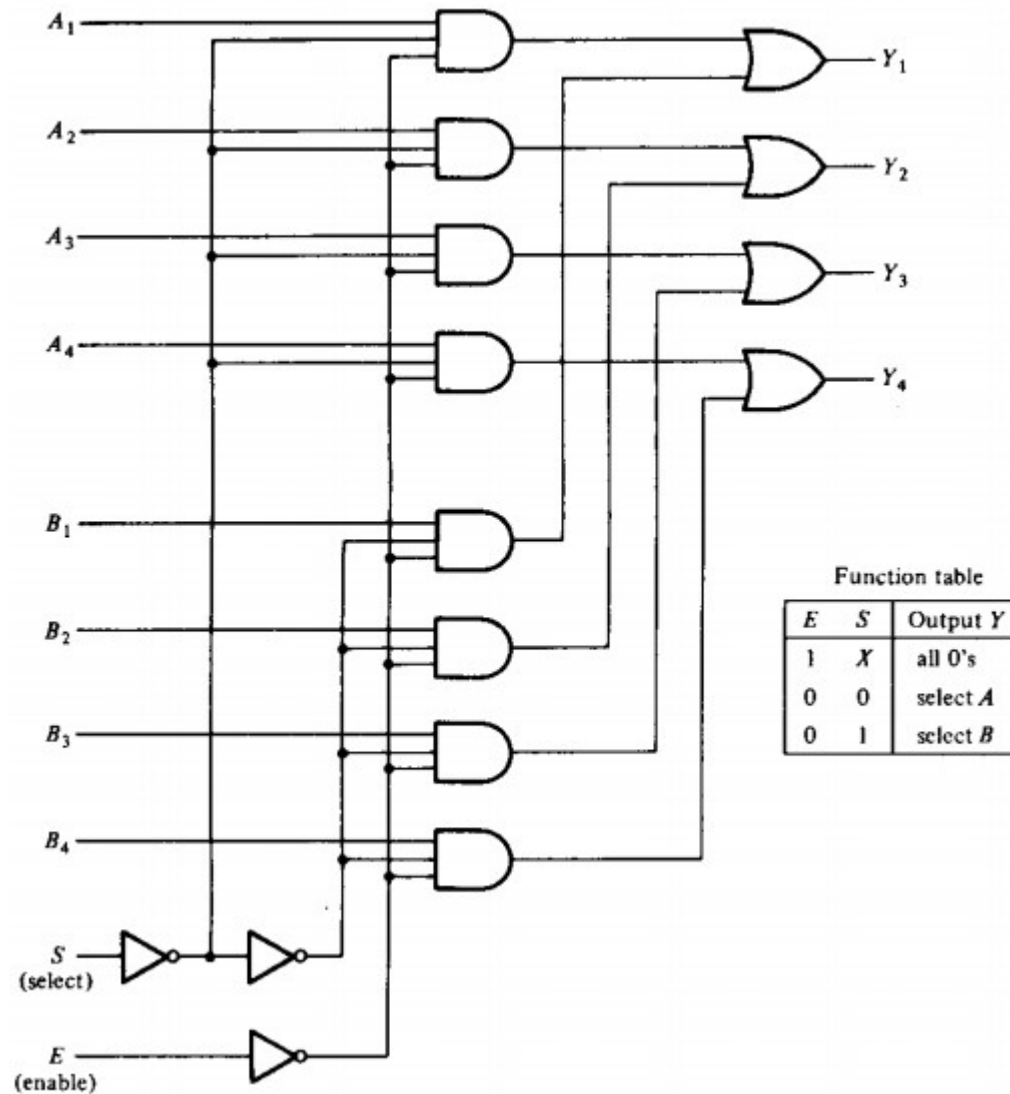 A1
Y1
A2
Y2
A3
Y3
A4
Y4
B1
B2
B3
B4
S
(select)
E
(enable)
Function table
E S Output Y
1 X all 0's
0 0 select A
0 1 select B